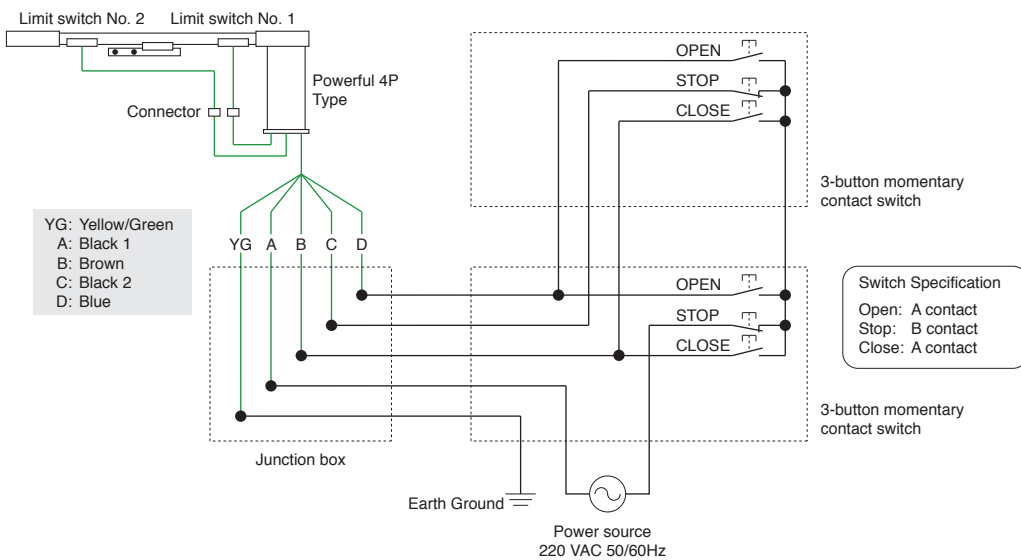 Limit switch No. 2
Limit switch No. 1
Powerful 4P
Type
Connector
YG: Yellow/Green
A: Black 1
B: Brown
C: Black 2
D: Blue
YG A B C D
Junction box
Earth Ground
Power source
220 VAC 50/60Hz
OPEN
STOP
CLOSE
3-button momentary
contact switch
OPEN
STOP
CLOSE
3-button momentary
contact switch
Switch Specification
Open: A contact
Stop: B contact
Close: A contact